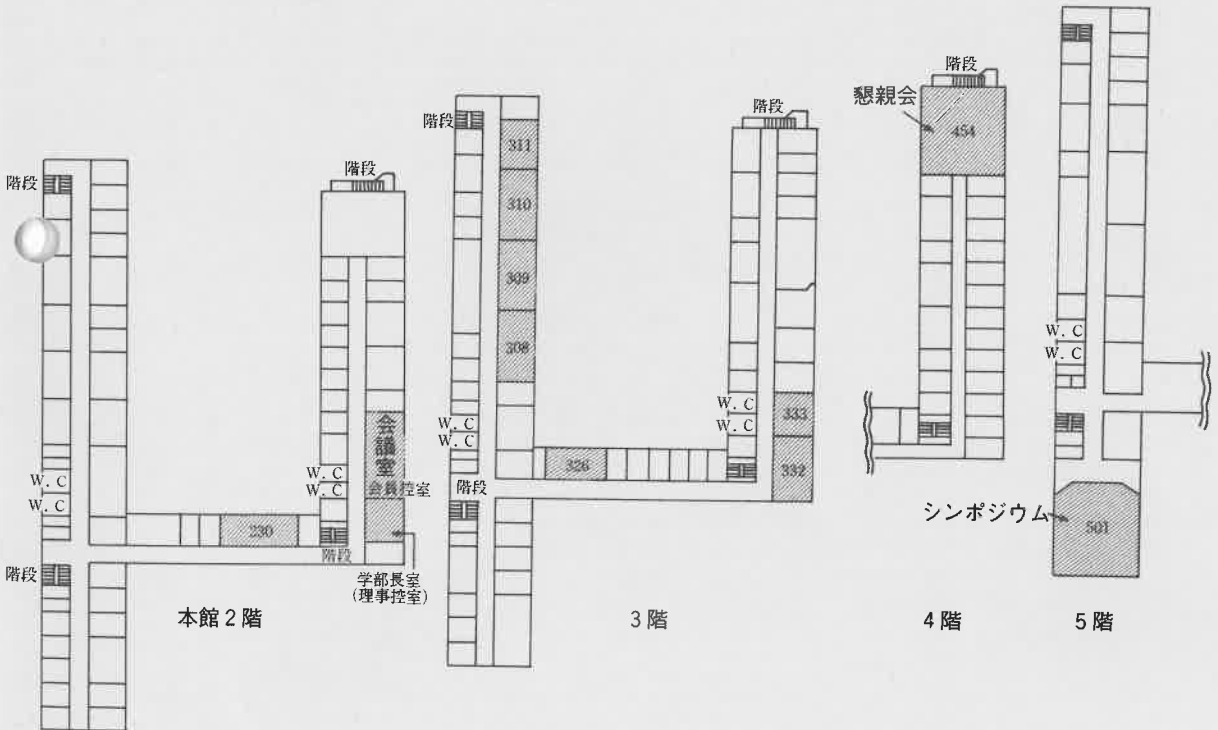 階段
階段
W. C
W. C
階段
230
W. C
W. C
階段
会議室
会員控室
学部長室
(理事控室)
本館2階
階段
311
310
309
308
W. C
W. C
階段
326
階段
W. C
W. C
333
332
3階
階段
懇親会
454
4階
W. C
W. C
シンポジウム
501
5階